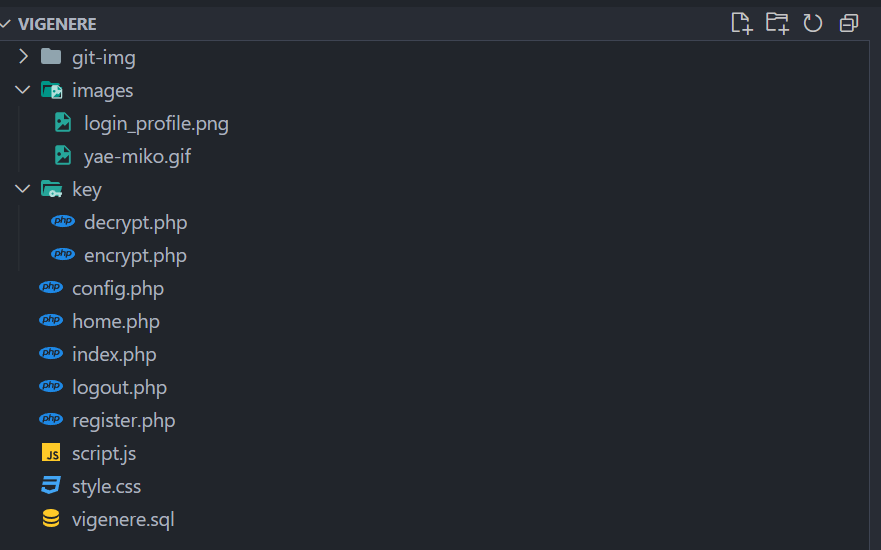 VIGENERE
git-img
images
login_profile.png
yae-miko.gif
key
php decrypt.php
php encrypt.php
php config.php
php home.php
php index.php
php logout.php
php register.php
JS script.js
style.css
vigenere.sql